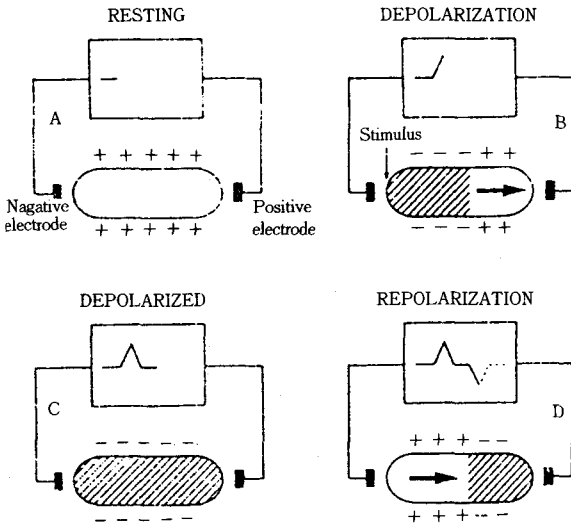 RESTING
DEPOLARIZATION
A
B
Stimulus
+ + + + +
− − − + +
Nagative
electrode
Positive
electrode
+ + + + +
− − − + +
DEPOLARIZED
REPOLARIZATION
C
D
− − − − −
+ + + − −
− − − − −
+ + + − −